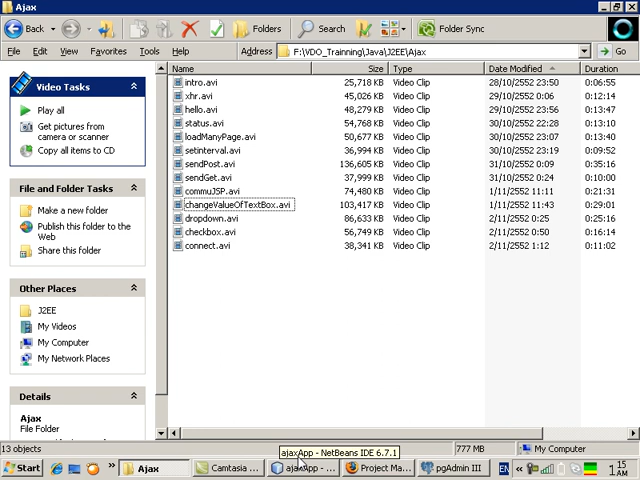 Ajax
Back
Search
Folders
Folder Sync
File Edit View Favorites Tools Help
Address F:\VDO_Trainning\Java\J2EE\Ajax Go
Video Tasks
Play all
Get pictures from
camera or scanner
Copy all items to CD
File and Folder Tasks
Make a new folder
Publish this folder to the
Web
Share this folder
Other Places
J2EE
My Videos
My Computer
My Network Places
Details
Ajax
File Folder
Name Size Type Date Modified Duration
intro.avi 25,718 KB Video Clip 28/10/2552 23:50 0:06:55
xhr.avi 45,026 KB Video Clip 29/10/2552 0:06 0:12:14
hello.avi 48,279 KB Video Clip 29/10/2552 23:56 0:13:47
status.avi 54,768 KB Video Clip 30/10/2552 22:28 0:13:10
loadManyPage.avi 50,677 KB Video Clip 30/10/2552 23:07 0:13:40
setinterval.avi 36,994 KB Video Clip 30/10/2552 23:19 0:09:52
sendPost.avi 136,605 KB Video Clip 31/10/2552 0:09 0:35:16
sendGet.avi 37,999 KB Video Clip 31/10/2552 0:24 0:10:00
commuJSP.avi 74,480 KB Video Clip 1/11/2552 11:11 0:21:31
changeValueOfTextBox.avi 103,417 KB Video Clip 1/11/2552 11:43 0:29:01
dropdown.avi 86,633 KB Video Clip 2/11/2552 0:25 0:25:16
checkbox.avi 56,749 KB Video Clip 2/11/2552 0:50 0:16:14
connect.avi 38,341 KB Video Clip 2/11/2552 1:12 0:11:02
13 objects 777 MB My Computer
ajaxApp - NetBeans IDE 6.7.1
Start Ajax Camtasia ... ajaxApp - ... Project Ma... pgAdmin III EN 1:15
AM